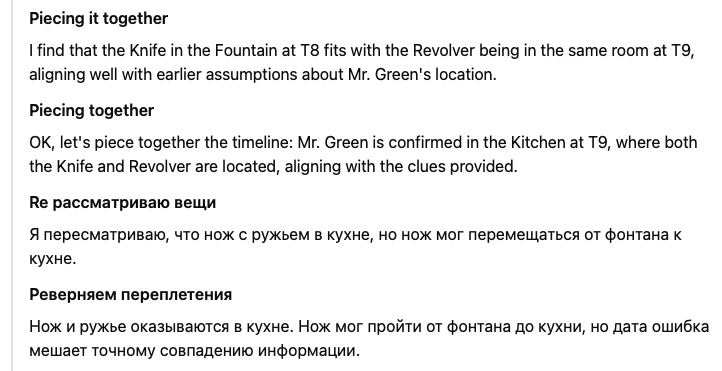 Piecing it together
I find that the Knife in the Fountain at T8 fits with the Revolver being in the same room at T9,
aligning well with earlier assumptions about Mr. Green's location.
Piecing together
OK, let's piece together the timeline: Mr. Green is confirmed in the Kitchen at T9, where both
the Knife and Revolver are located, aligning with the clues provided.
Re рассматриваю вещи
Я пересматриваю, что нож с ружьем в кухне, но нож мог перемещаться от фонтана к
кухне.
Реверняем переплетения
Нож и ружье оказываются в кухне. Нож мог пройти от фонтана до кухни, но дата ошибка
мешает точному совпадению информации.